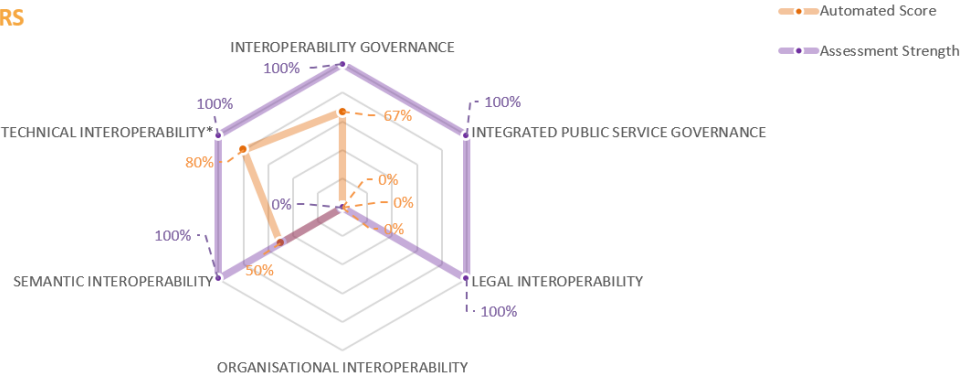 RS
Automated Score
Assessment Strength
INTEROPERABILITY GOVERNANCE
100%
100%
100%
67%
TECHNICAL INTEROPERABILITY*
INTEGRATED PUBLIC SERVICE GOVERNANCE
80%
0%
0%
0%
0%
100%
50%
SEMANTIC INTEROPERABILITY
LEGAL INTEROPERABILITY
100%
ORGANISATIONAL INTEROPERABILITY